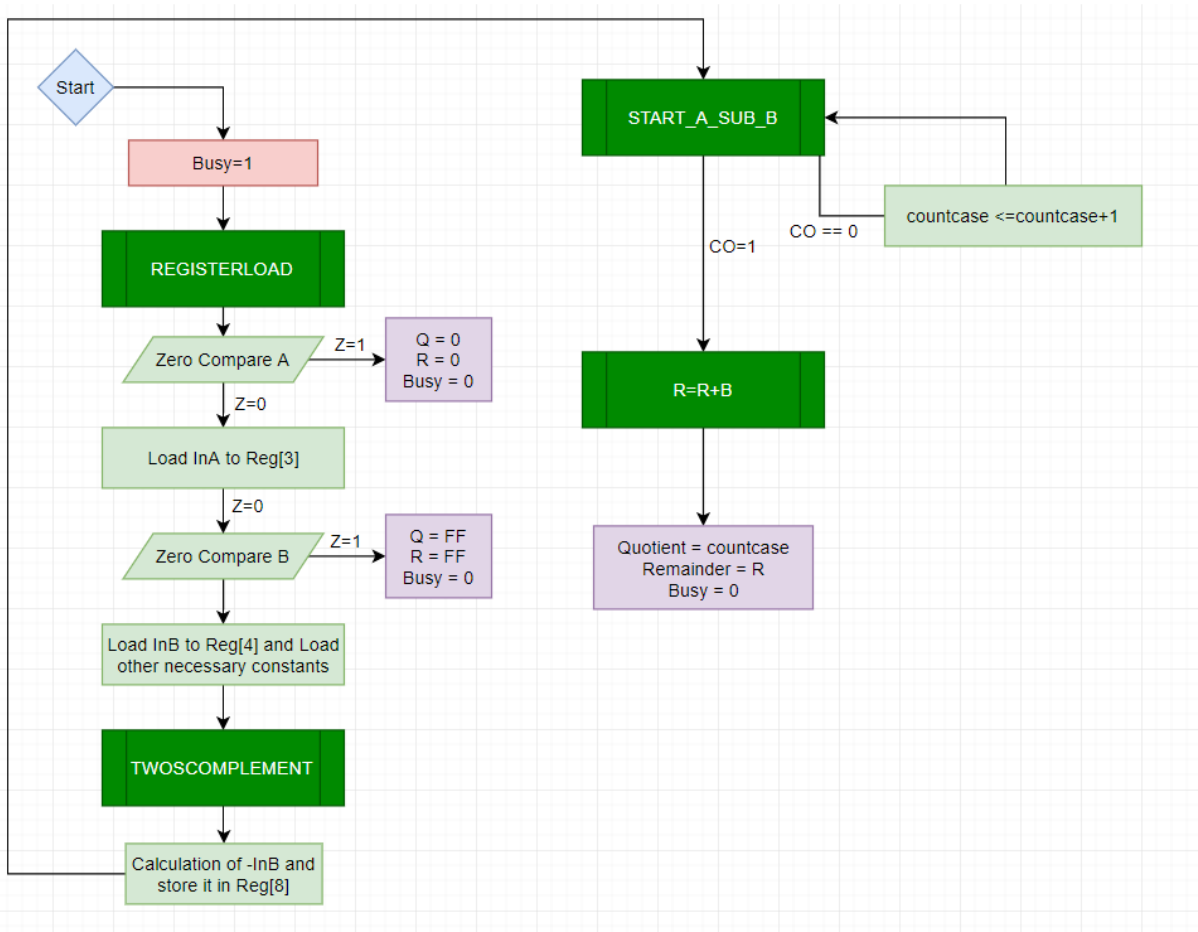 Start
Busy=1
REGISTERLOAD
Zero Compare A
Z=1
Q = 0
R = 0
Busy = 0
Z=0
Load InA to Reg[3]
Z=0
Zero Compare B
Z=1
Q = FF
R = FF
Busy = 0
Load InB to Reg[4] and Load
other necessary constants
TWOSCOMPLEMENT
Calculation of -InB and
store it in Reg[8]
START_A_SUB_B
countcase <=countcase+1
CO == 0
CO=1
R=R+B
Quotient = countcase
Remainder = R
Busy = 0